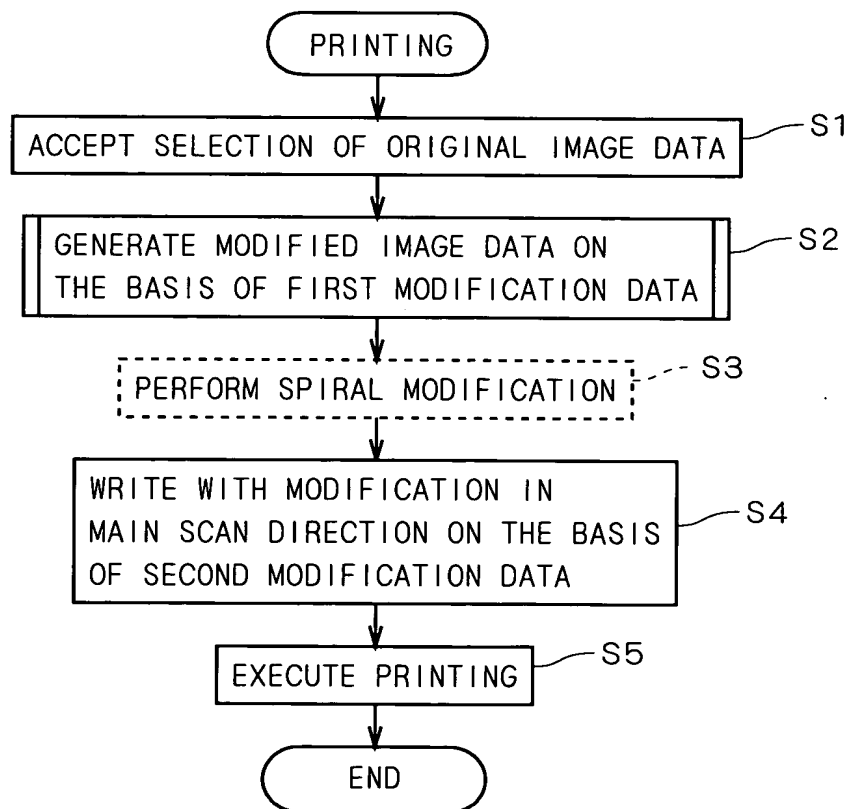 PRINTING
ACCEPT SELECTION OF ORIGINAL IMAGE DATA
S1
GENERATE MODIFIED IMAGE DATA ON
THE BASIS OF FIRST MODIFICATION DATA
S2
PERFORM SPIRAL MODIFICATION
S3
WRITE WITH MODIFICATION IN
MAIN SCAN DIRECTION ON THE BASIS
OF SECOND MODIFICATION DATA
S4
EXECUTE PRINTING
S5
END